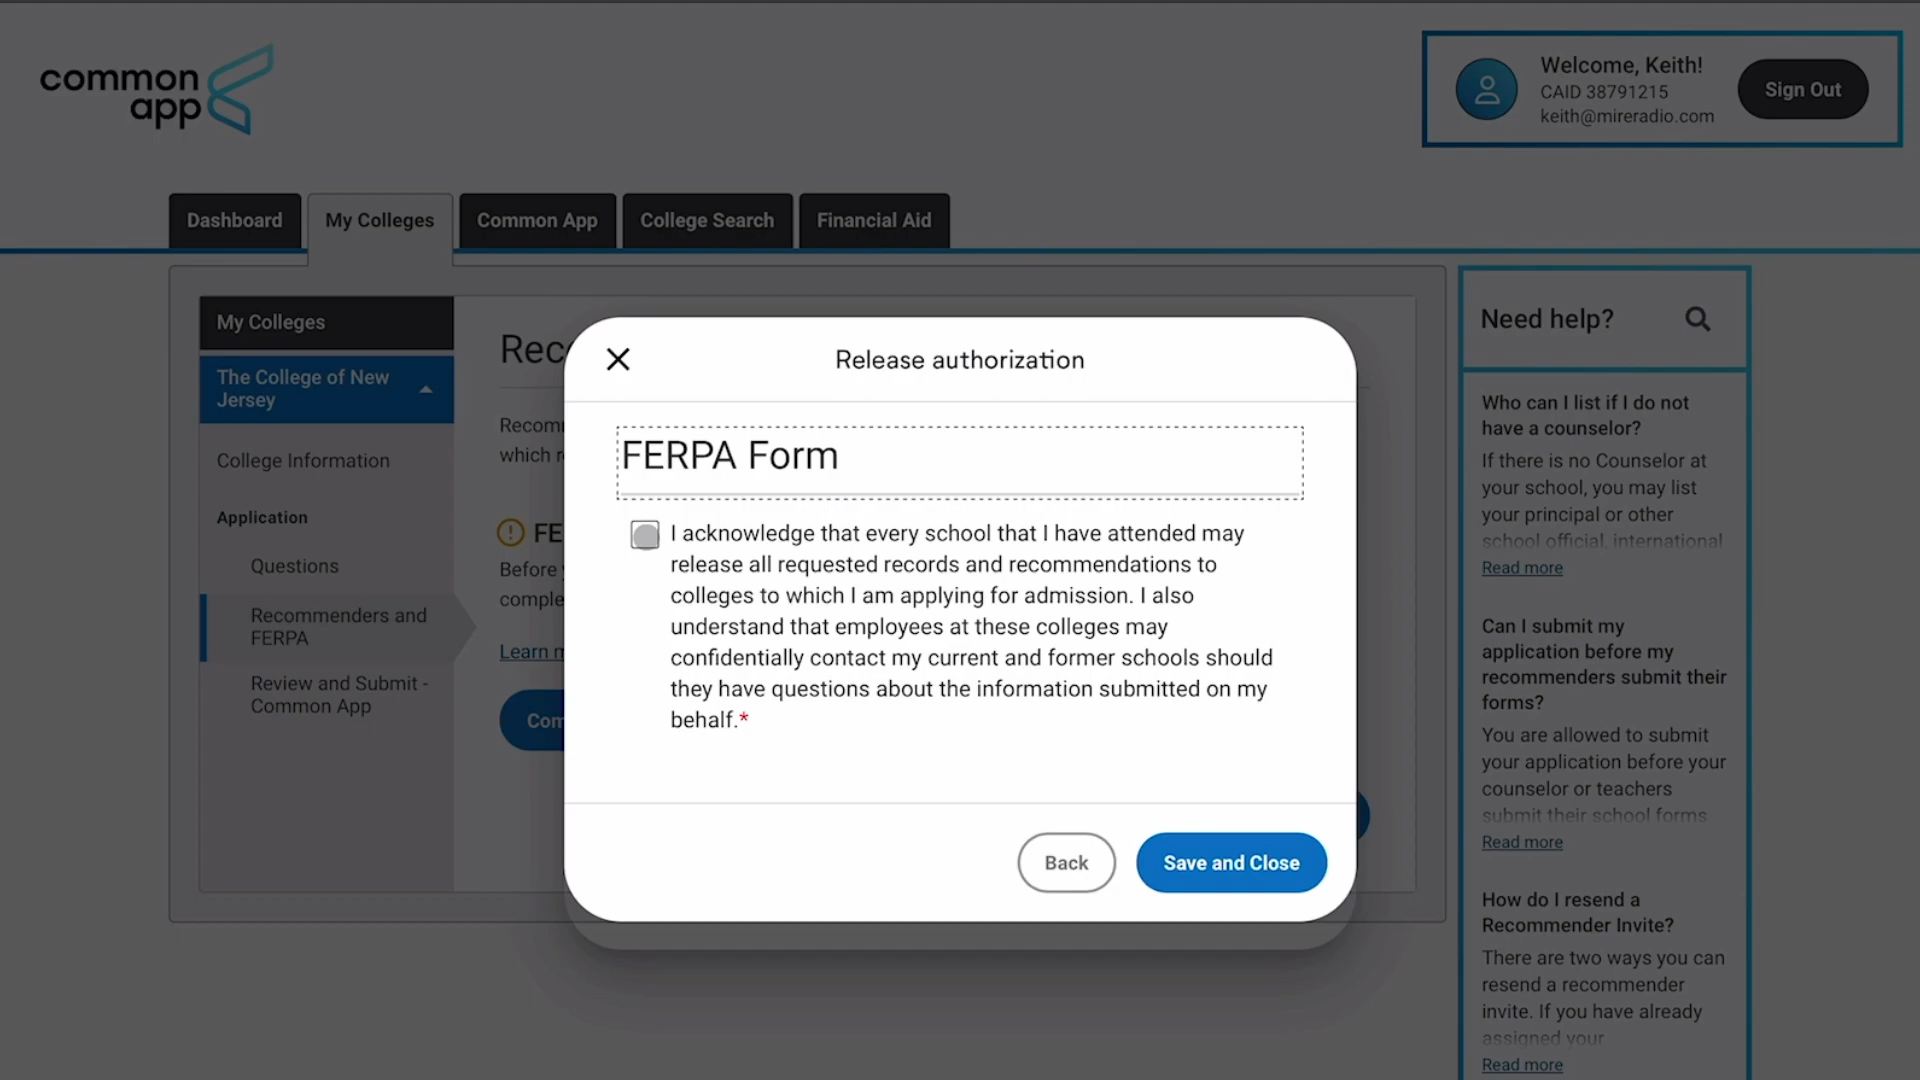 common
app
Welcome, Keith!
CAID 38791215
keith@mireradio.com
Sign Out
Dashboard
My Colleges
Common App
College Search
Financial Aid
My Colleges
The College of New
Jersey
College Information
Application
Questions
Recommenders and
FERPA
Review and Submit -
Common App
Rec
Recom
which r
FE
Before
comple
Learn
Com
Release authorization
FERPA Form
I acknowledge that every school that I have attended may
release all requested records and recommendations to
colleges to which I am applying for admission. I also
understand that employees at these colleges may
confidentially contact my current and former schools should
they have questions about the information submitted on my
behalf.*
Back
Save and Close
Need help?
Who can I list if I do not
have a counselor?
If there is no Counselor at
your school, you may list
your principal or other
school official, international
Read more
Can I submit my
application before my
recommenders submit their
forms?
You are allowed to submit
your application before your
counselor or teachers
submit their school forms
Read more
How do I resend a
Recommender Invite?
There are two ways you can
resend a recommender
invite. If you have already
assigned your
Read more